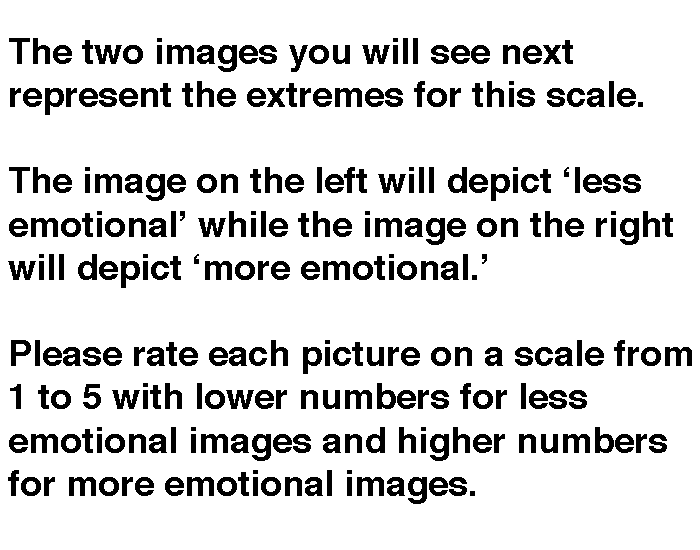 The two images you will see next
represent the extremes for this scale.
The image on the left will depict ‘less
emotional’ while the image on the right
will depict ‘more emotional.’
Please rate each picture on a scale from
1 to 5 with lower numbers for less
emotional images and higher numbers
for more emotional images.